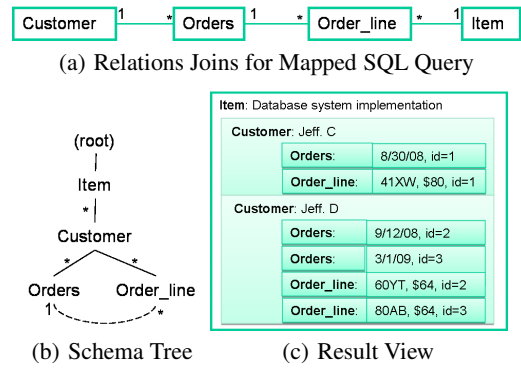 Customer 1 * Orders 1 * Order_line * 1 Item
(a) Relations Joins for Mapped SQL Query
(root)
Item
*
Customer
* *
Orders Order_line
1 *
(b) Schema Tree
Item: Database system implementation
Customer: Jeff. C
Orders: 8/30/08, id=1
Order_line: 41XW, $80, id=1
Customer: Jeff. D
Orders: 9/12/08, id=2
Orders: 3/1/09, id=3
Order_line: 60YT, $64, id=2
Order_line: 80AB, $64, id=3
(c) Result View